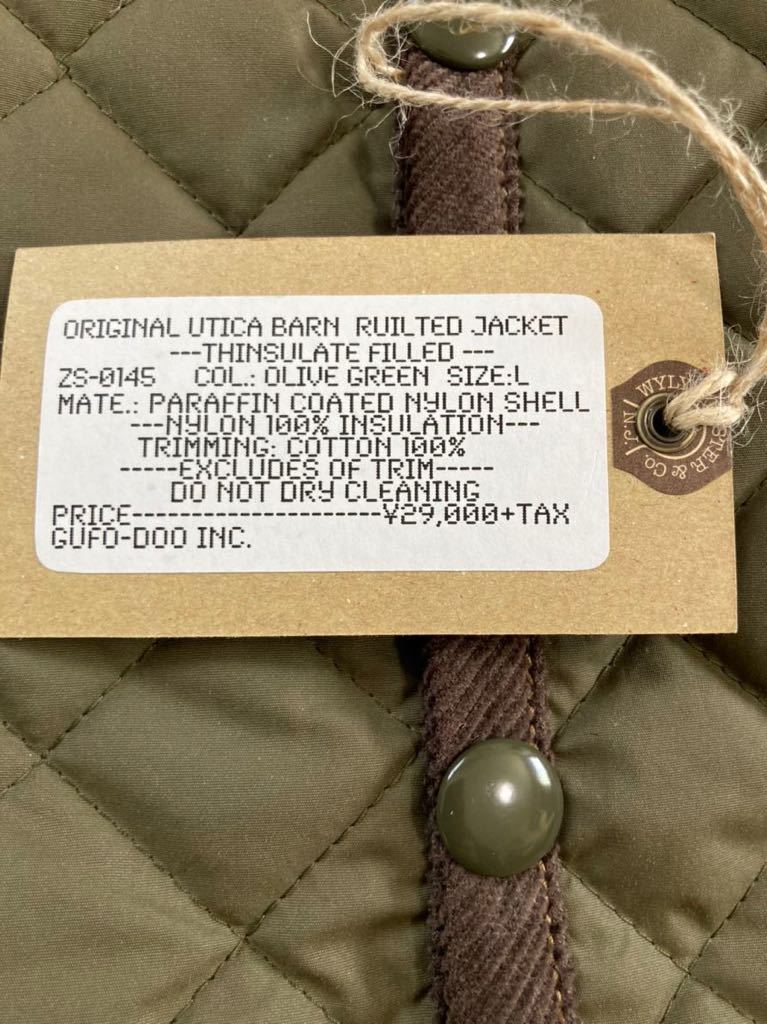 ORIGINAL UTICA BARN RUILTED JACKET
---THINSULATE FILLED ---
ZS-0145 COL.: OLIVE GREEN SIZE:L
MATE.: PARAFFIN COATED NYLON SHELL
---NYLON 100% INSULATION---
TRIMMING: COTTON 100%
-----EXCLUDES OF TRIM-----
DO NOT DRY CLEANING
PRICE----------------------¥29,000+TAX
GUFO-DOO INC.
& Co. / N.J. /